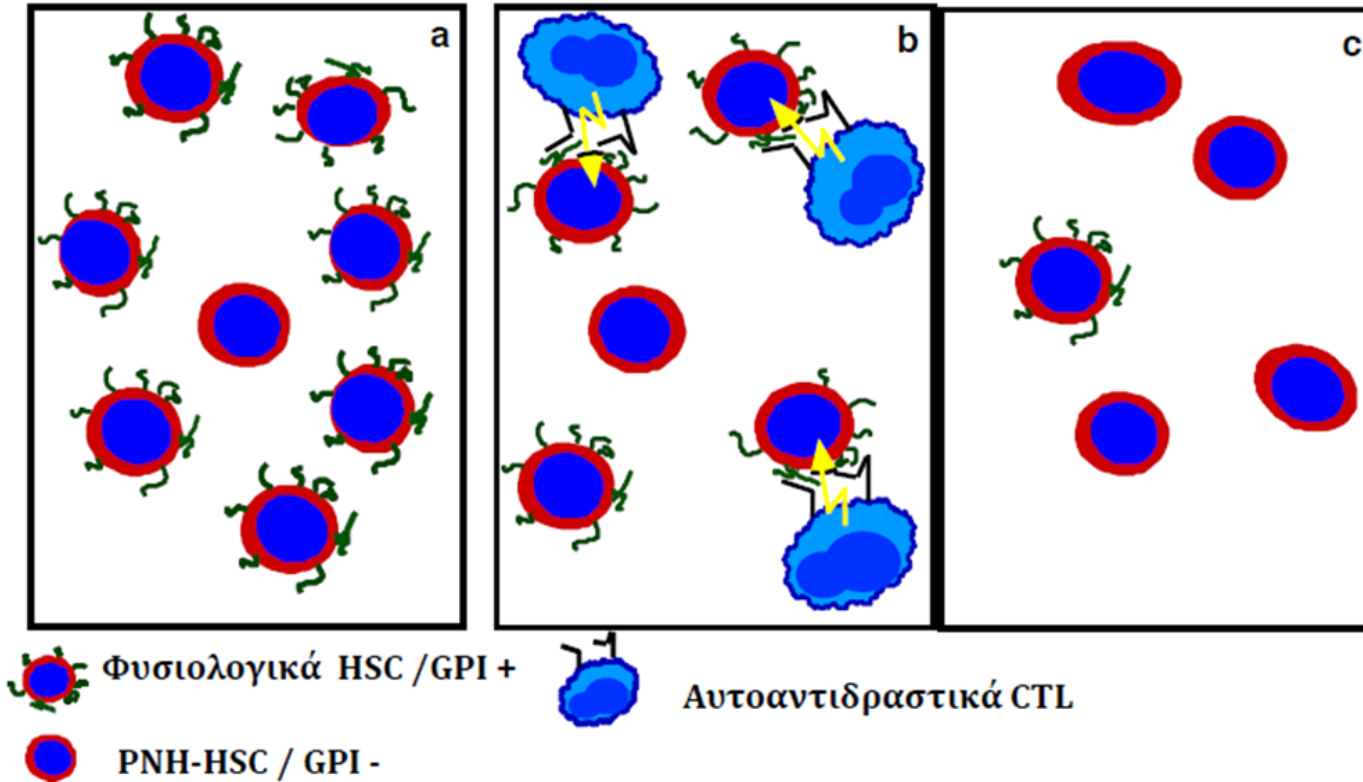 a
b
c
Φυσιολογικά HSC /GPI +
Αυτοαντιδραστικά CTL
PNH-HSC / GPI -